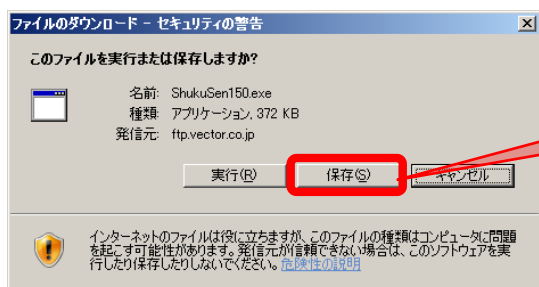 ファイルのダウンロード - セキュリティの警告
このファイルを実行または保存しますか?
名前: ShukuSen150.exe
種類: アプリケーション, 372 KB
発信元: ftp.vector.co.jp
実行(R) 保存(S) キャンセル
インターネットのファイルは役に立ちますが、このファイルの種類はコンピュータに問題
を起こす可能性があります。発信元が信頼できない場合は、このソフトウェアを実
行したり保存したりしないでください。危険性の説明